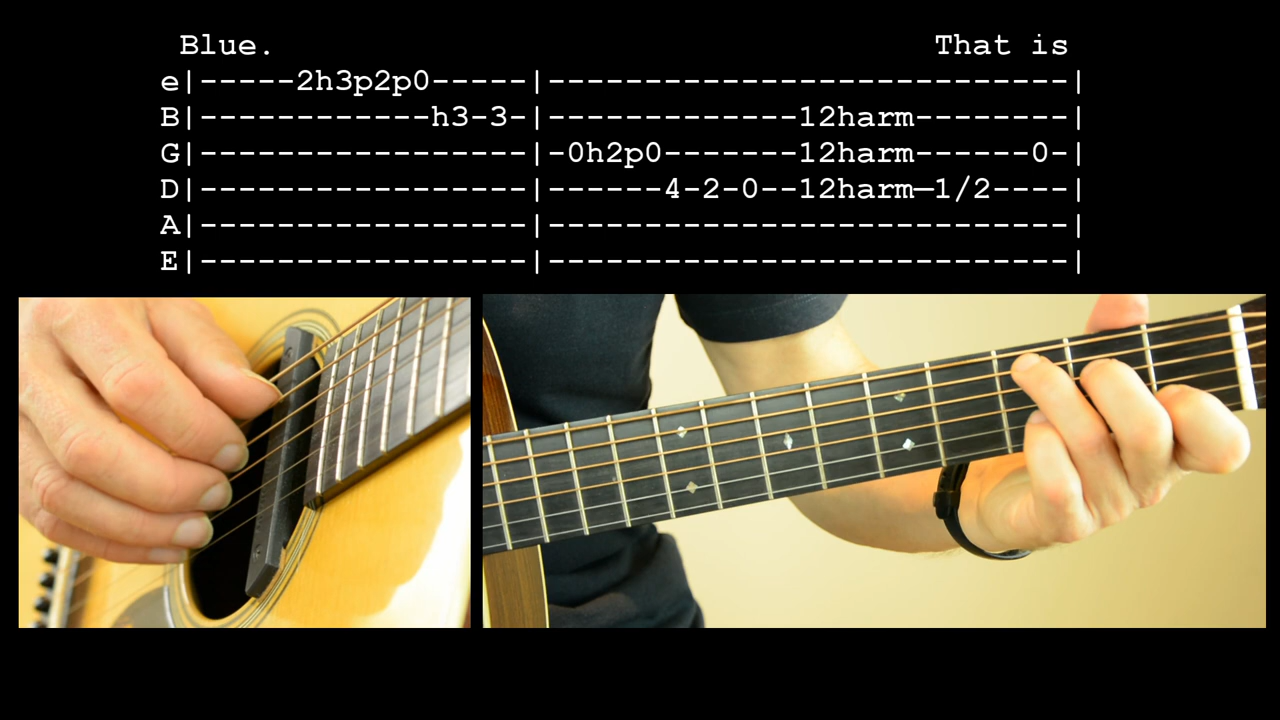 Blue. That is
e|-----2h3p2p0-----|---------------------------|
B|------------h3-3-|-------------12harm--------|
G|-----------------|-0h2p0-------12harm------0-|
D|-----------------|------4-2-0--12harm—1/2----|
A|-----------------|---------------------------|
E|-----------------|---------------------------|